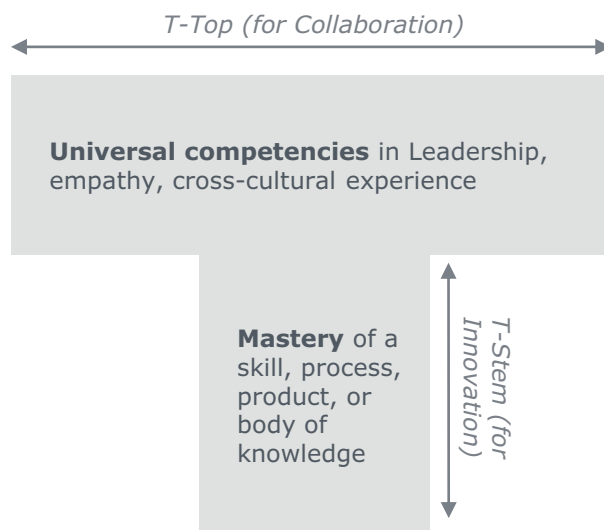 T-Top (for Collaboration)
Universal competencies in Leadership,
empathy, cross-cultural experience
Mastery of a
skill, process,
product, or
body of
knowledge
T-Stem (for
Innovation)